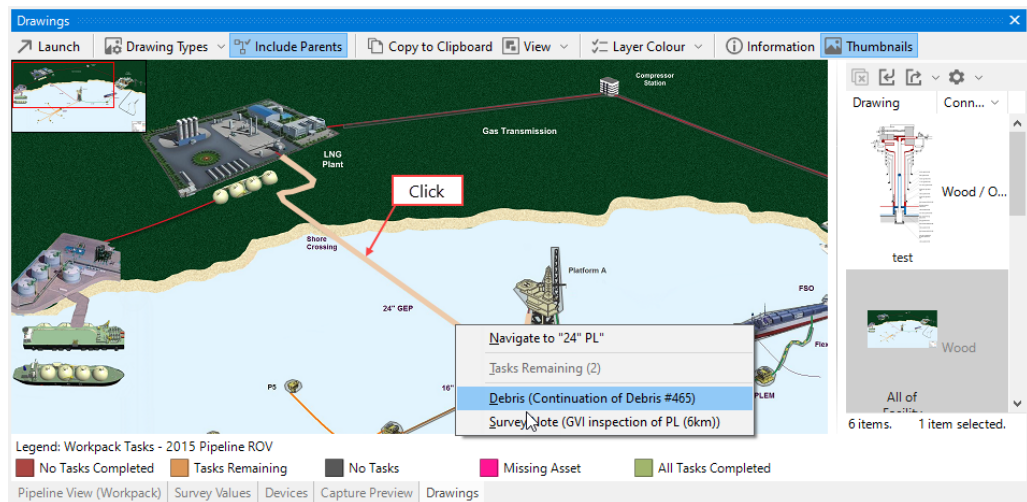 Drawings
Launch Drawing Types Include Parents Copy to Clipboard View Layer Colour Information Thumbnails
Compressor
Station
Gas Transmission
LNG
Plant
Click
Shore
Crossing
Platform A
24" GEP
FSO
Flex
P5
16"
PLEM
Navigate to "24" PL"
Tasks Remaining (2)
Debris (Continuation of Debris #465)
Survey Note (GVI inspection of PL (6km))
Drawing Conn...
Wood / O...
test
Wood
All of
Facility
6 items. 1 item selected.
Legend: Workpack Tasks - 2015 Pipeline ROV
No Tasks Completed Tasks Remaining No Tasks Missing Asset All Tasks Completed
Pipeline View (Workpack) Survey Values Devices Capture Preview Drawings